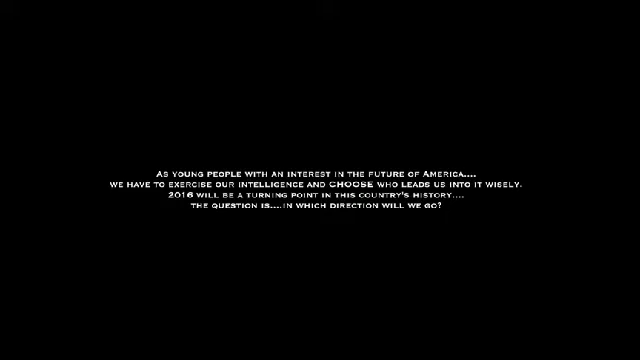 As young people with an interest in the future of America....
we have to exercise our intelligence and CHOOSE who leads us into it wisely.
2016 will be a turning point in this country's history....
the question is....in which direction will we go?